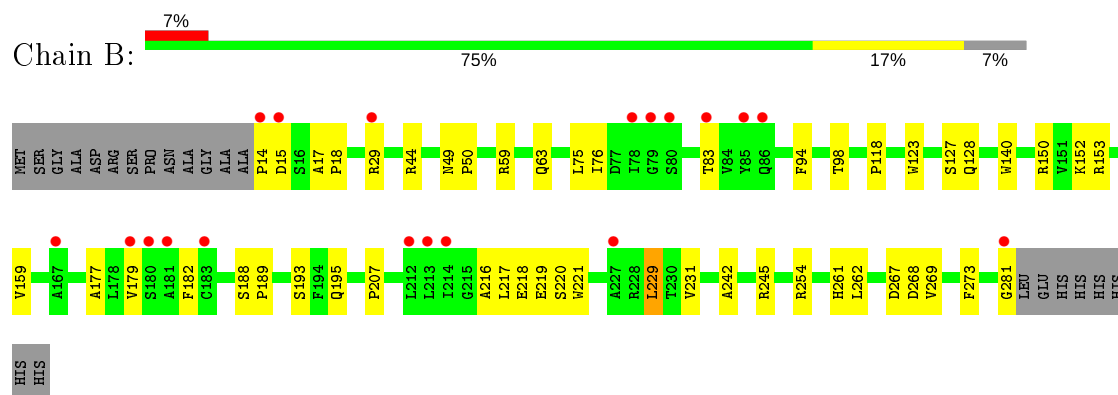 7%
Chain B:
75%
17%
7%
MET SER GLY ALA ASP ARG SER PRO ASN ALA GLY ALA ALA P14 D15 S16 A17 P18 R29 R44 N49 P50 R59 Q63 L75 I76 D77 I78 G79 S80 T83 V84 Y85 Q86 F94 T98 P118 W123 S127 Q128 W140 R150 V151 K152 R153
V159 A167 A177 L178 V179 S180 A181 F182 C183 S188 P189 S193 F194 Q195 P207 L212 L213 I214 G215 A216 L217 E218 E219 S220 W221 A227 R228 L229 T230 V231 A242 R245 R254 H261 L262 D267 D268 V269 F273 G281 LEU GLU HIS HIS HIS HIS
HIS HIS